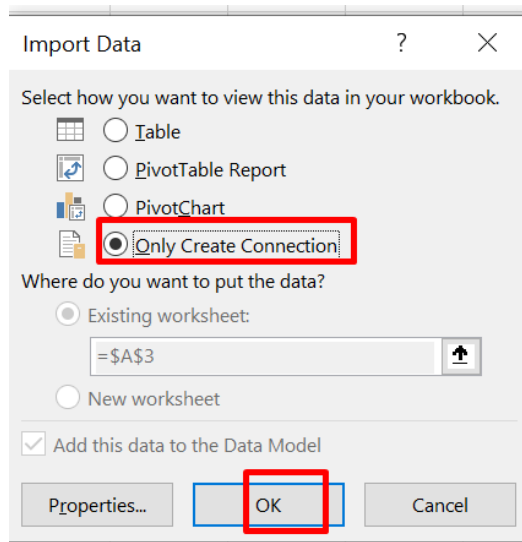 Import Data ? X
Select how you want to view this data in your workbook.
Table
PivotTable Report
PivotChart
Only Create Connection
Where do you want to put the data?
Existing worksheet:
=$A$3
New worksheet
Add this data to the Data Model
Properties... OK Cancel